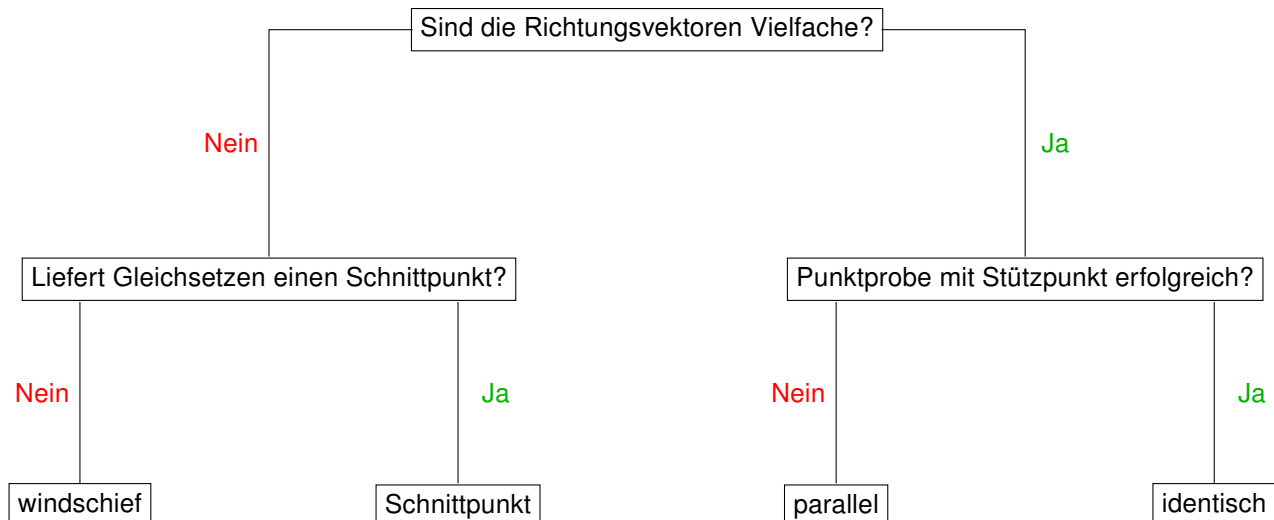 Sind die Richtungsvektoren Vielfache?
Nein
Ja
Liefert Gleichsetzen einen Schnittpunkt?
Punktprobe mit Stützpunkt erfolgreich?
Nein
Ja
Nein
Ja
windschief
Schnittpunkt
parallel
identisch